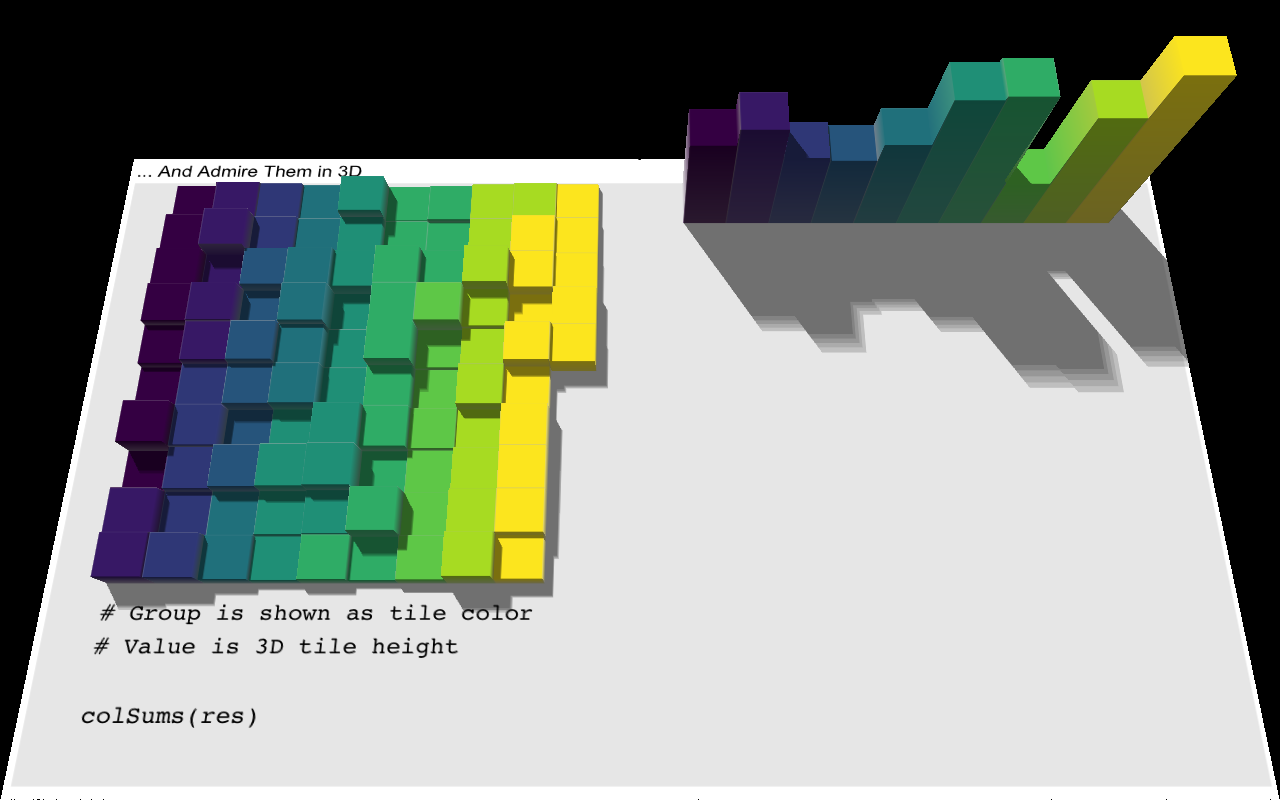 ... And Admire Them in 3D
# Group is shown as tile color
# Value is 3D tile height
colSums(res)